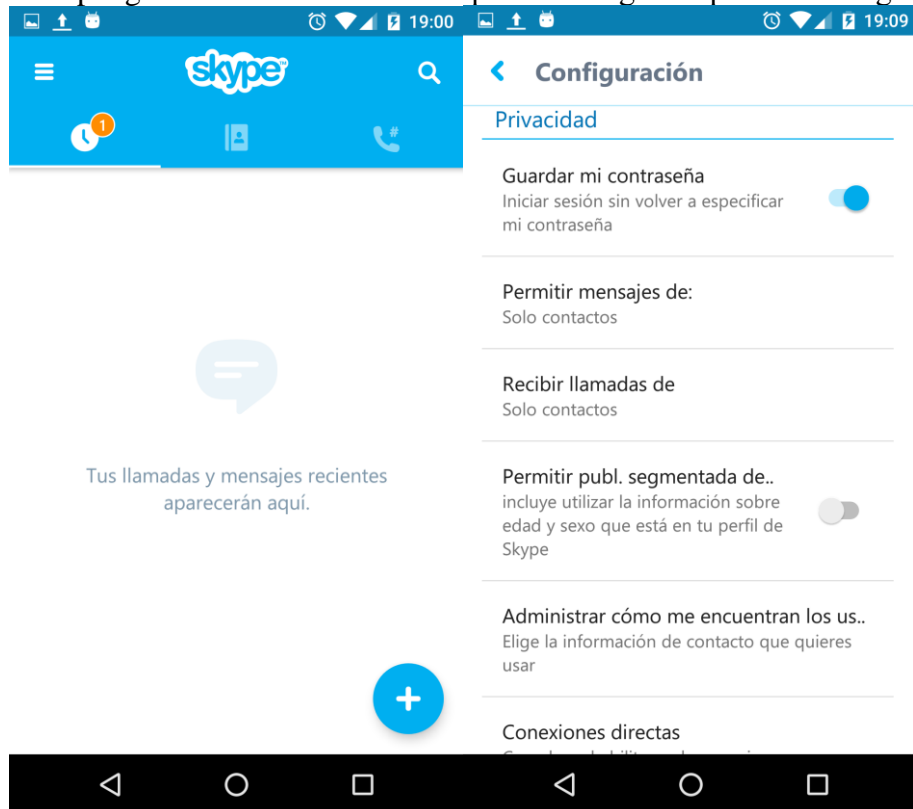 19:00
skype
1
Tus llamadas y mensajes recientes
aparecerán aquí.
19:09
Configuración
Privacidad
Guardar mi contraseña
Iniciar sesión sin volver a especificar
mi contraseña
Permitir mensajes de:
Solo contactos
Recibir llamadas de
Solo contactos
Permitir publ. segmentada de..
incluye utilizar la información sobre
edad y sexo que está en tu perfil de
Skype
Administrar cómo me encuentran los us..
Elige la información de contacto que quieres
usar
Conexiones directas